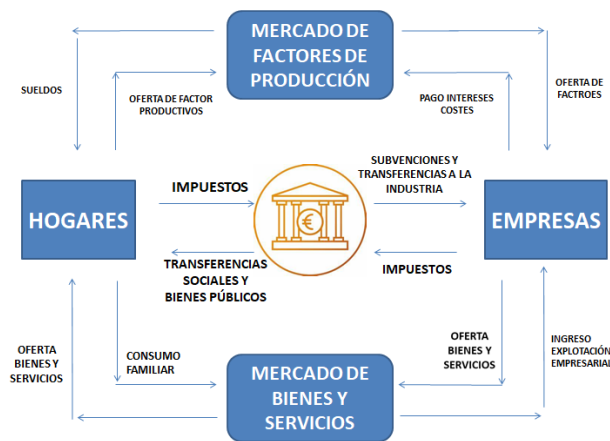 MERCADO DE
FACTORES DE
PRODUCCIÓN
SUELDOS
OFERTA DE FACTOR
PRODUCTIVOS
PAGO INTERESES
COSTES
OFERTA DE
FACTROES
HOGARES
IMPUESTOS
SUBVENCIONES Y
TRANSFERENCIAS A LA
INDUSTRIA
€
EMPRESAS
TRANSFERENCIAS
SOCIALES Y
BIENES PÚBLICOS
IMPUESTOS
OFERTA
BIENES Y
SERVICIOS
CONSUMO
FAMILIAR
MERCADO DE
BIENES Y
SERVICIOS
OFERTA
BIENES Y
SERVICIOS
INGRESO
EXPLOTACIÓN
EMPRESARIAL